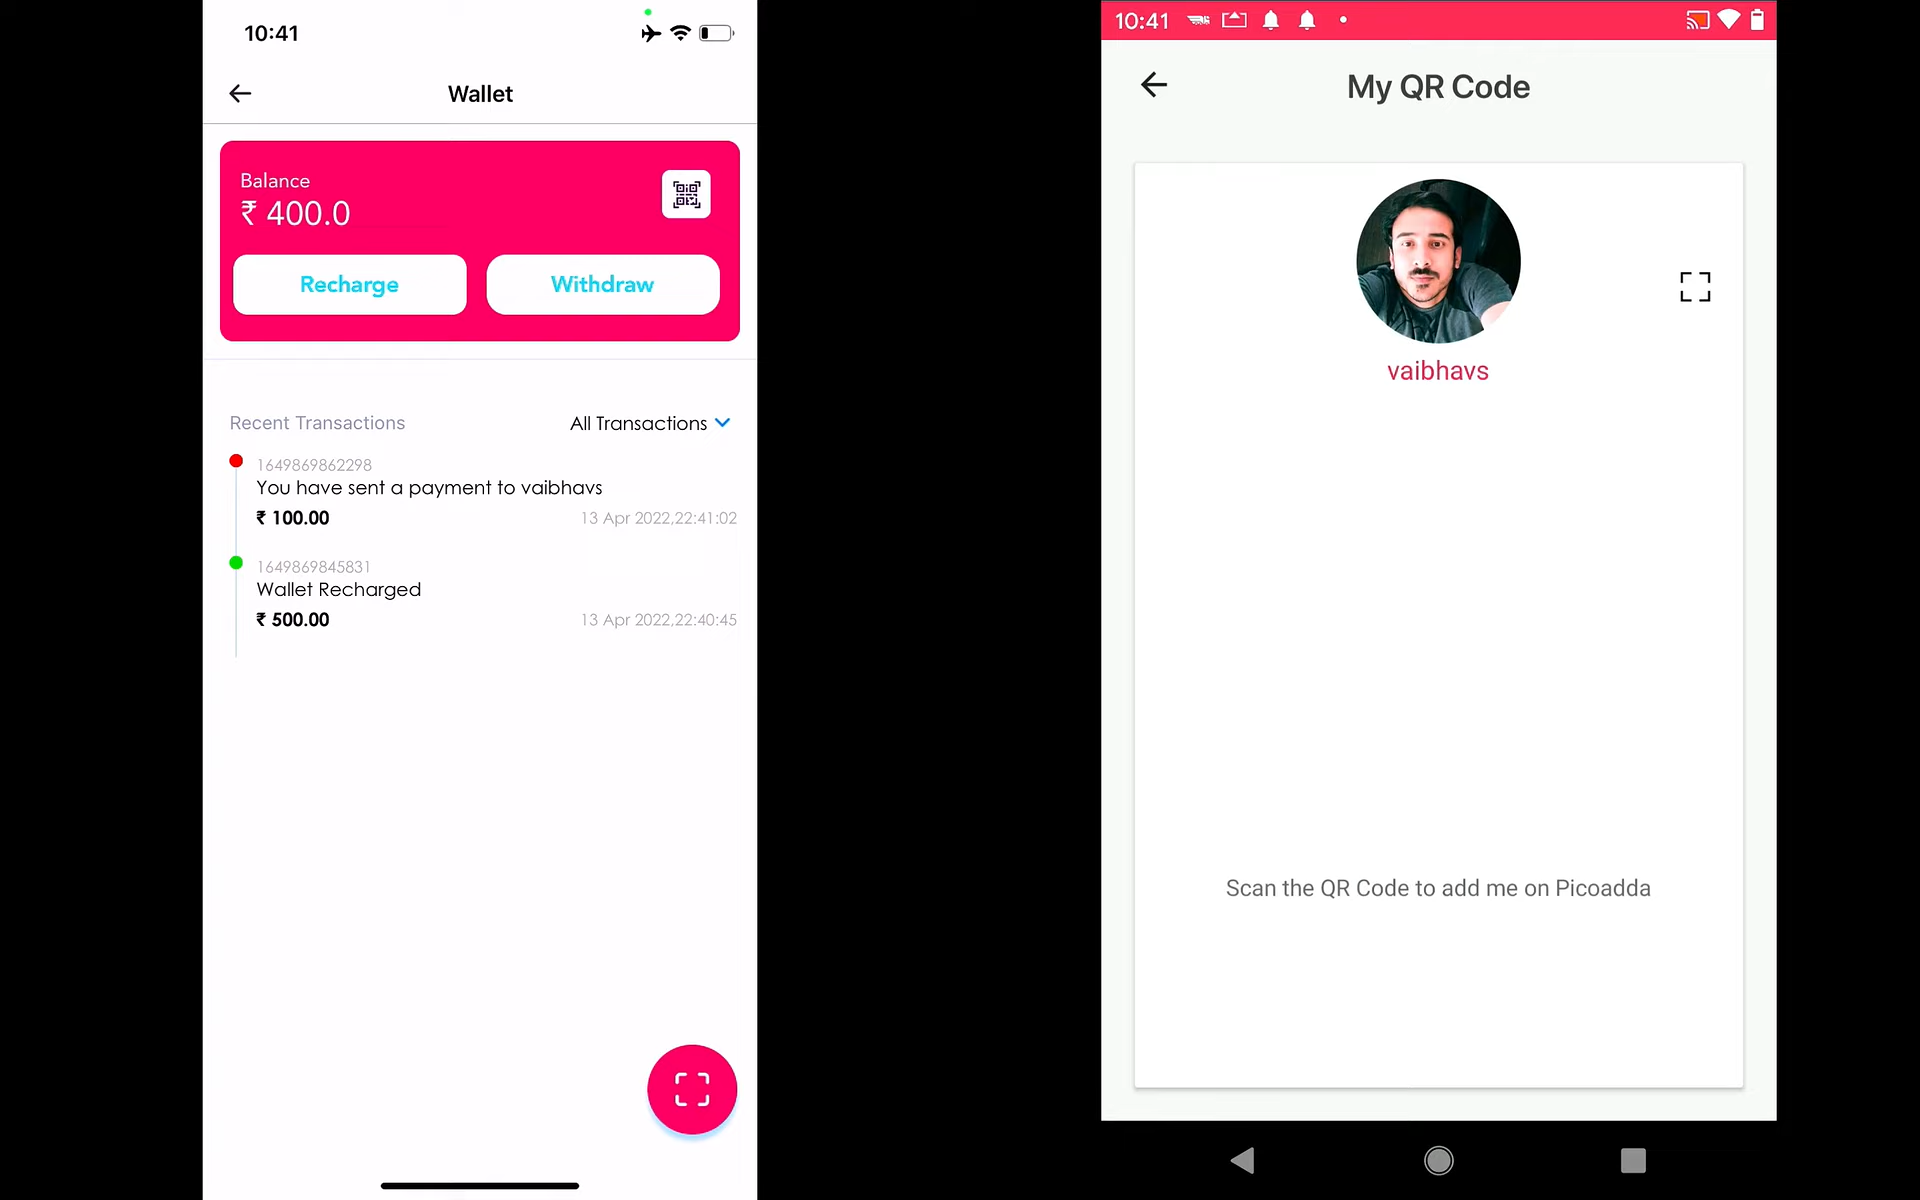 10:41
Wallet
Balance
₹ 400.0
Recharge
Withdraw
Recent Transactions
All Transactions
1649869862298
You have sent a payment to vaibhavs
₹ 100.00
13 Apr 2022,22:41:02
1649869845831
Wallet Recharged
₹ 500.00
13 Apr 2022,22:40:45
10:41
My QR Code
vaibhavs
Scan the QR Code to add me on Picoadda